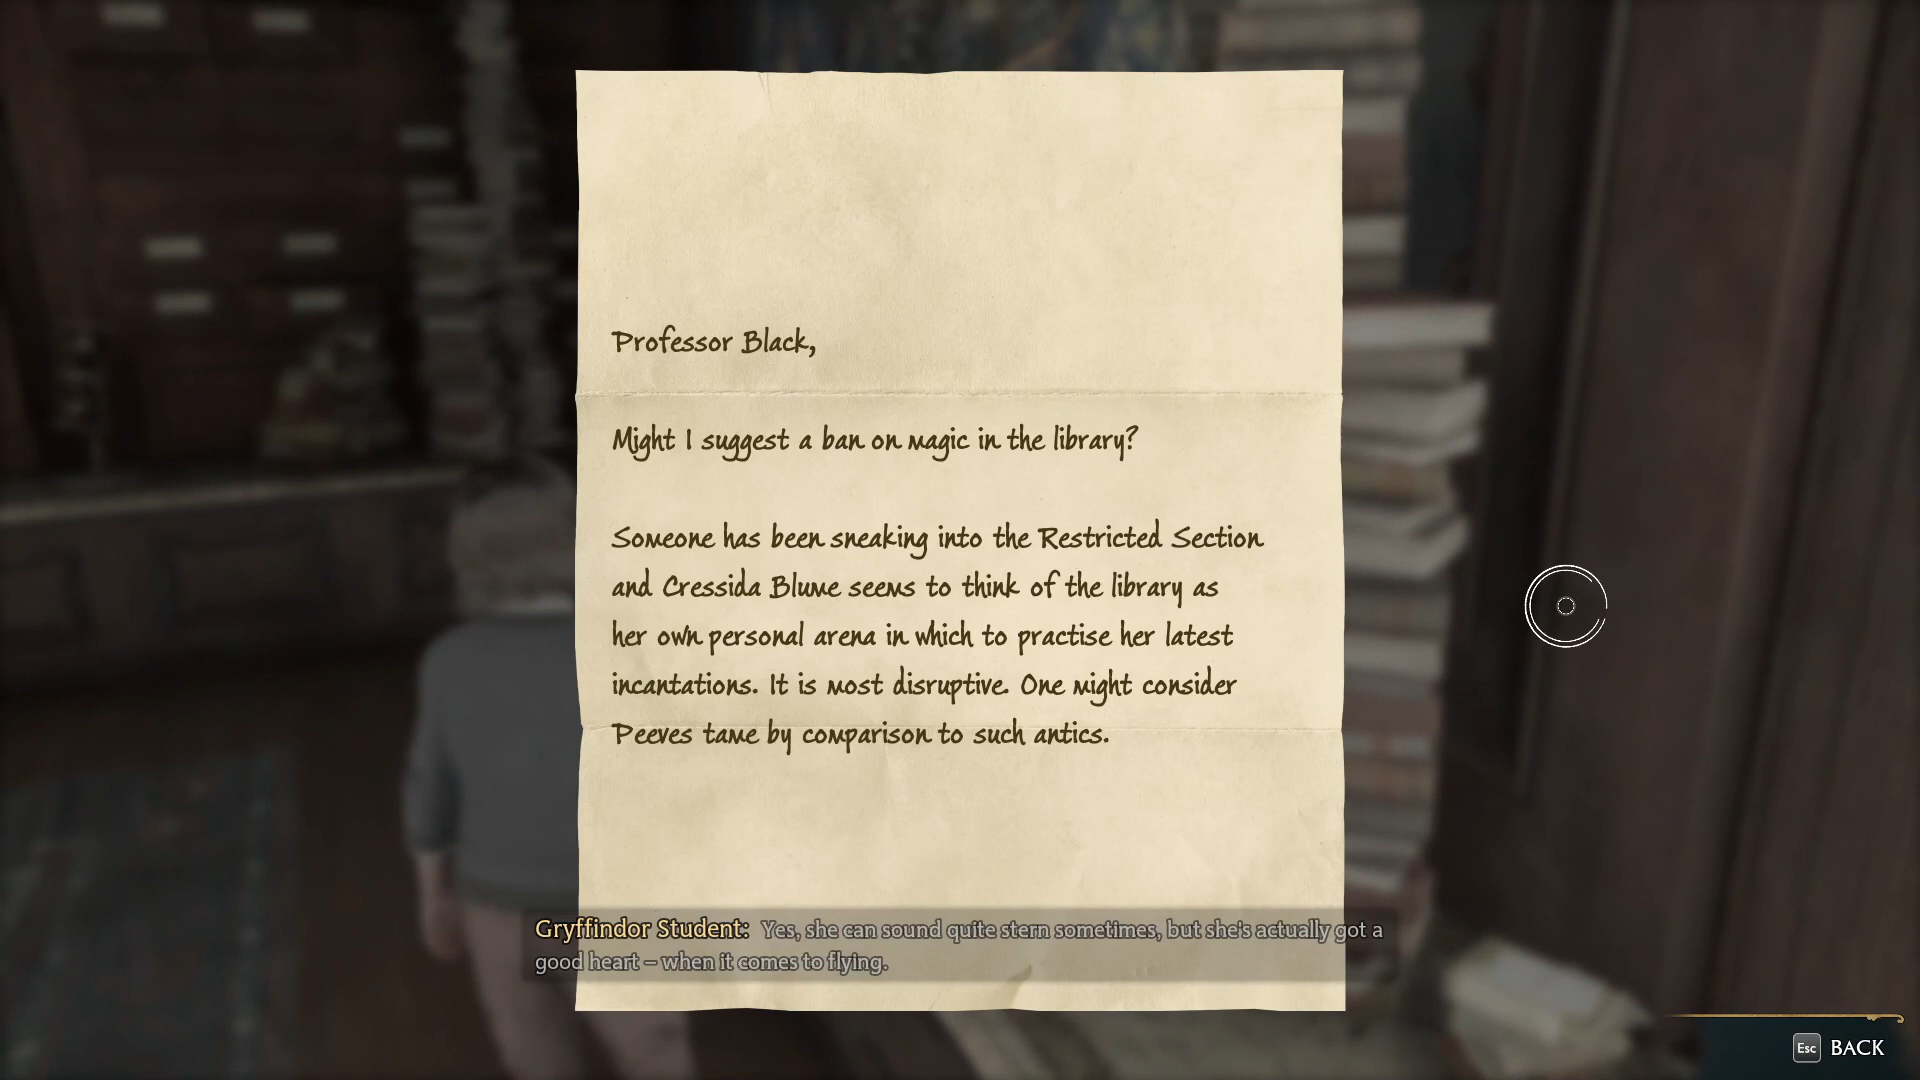 Professor Black,
Might I suggest a ban on magic in the library?
Someone has been sneaking into the Restricted Section
and Cressida Blume seems to think of the library as
her own personal arena in which to practise her latest
incantations. It is most disruptive. One might consider
Peeves tame by comparison to such antics.
Gryffindor Student: Yes, she can sound quite stern sometimes, but she's actually got a
good heart – when it comes to flying.
Esc BACK